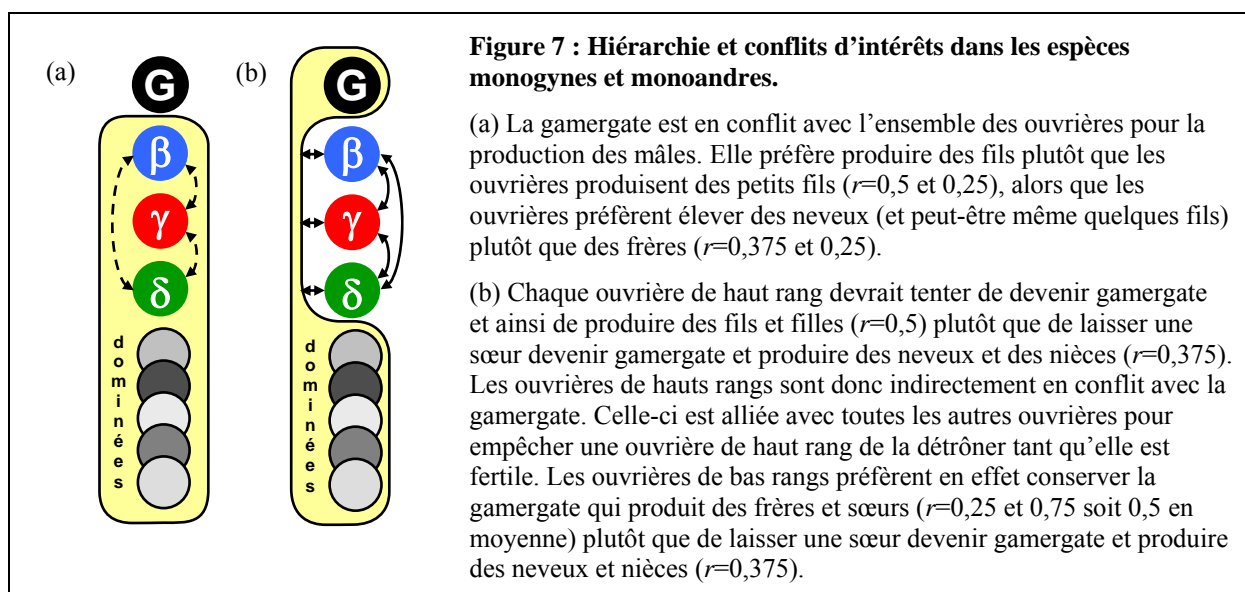 Figure 7 : Hiérarchie et conflits d'intérêts dans les espèces
monogynes et monoandres.
(a) La gamergate est en conflit avec l'ensemble des ouvrières pour la
production des mâles. Elle préfère produire des fils plutôt que les
ouvrières produisent des petits fils (r=0,5 et 0,25), alors que les
ouvrières préfèrent élever des neveux (et peut-être même quelques fils)
plutôt que des frères (r=0,375 et 0,25).
(b) Chaque ouvrière de haut rang devrait tenter de devenir gamergate
et ainsi de produire des fils et filles (r=0,5) plutôt que de laisser une
sœur devenir gamergate et produire des neveux et des nièces (r=0,375).
Les ouvrières de hauts rangs sont donc indirectement en conflit avec la
gamergate. Celle-ci est alliée avec toutes les autres ouvrières pour
empêcher une ouvrière de haut rang de la détrôner tant qu'elle est
fertile. Les ouvrières de bas rangs préfèrent en effet conserver la
gamergate qui produit des frères et sœurs (r=0,25 et 0,75 soit 0,5 en
moyenne) plutôt que de laisser une sœur devenir gamergate et produire
des neveux et nièces (r=0,375).
(a)
G
β
γ
δ
dominées
(b)
G
β
γ
δ
dominées